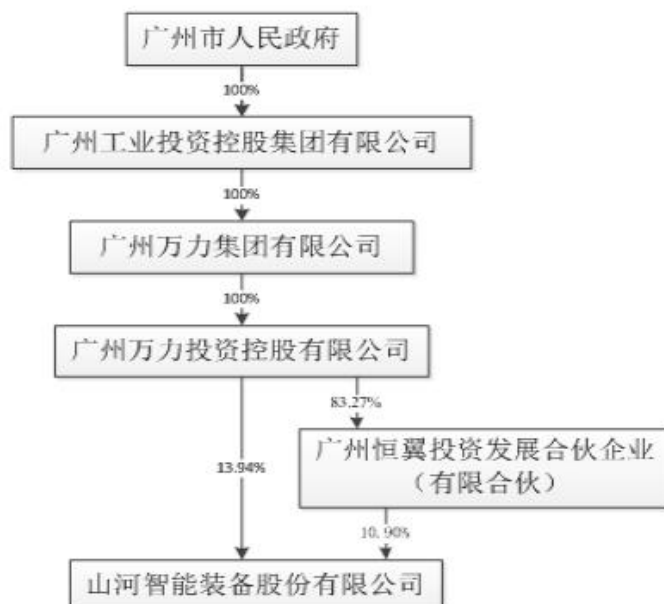 广州市人民政府
100%
广州工业投资控股集团有限公司
100%
广州万力集团有限公司
100%
广州万力投资控股有限公司
83.27%
广州恒翼投资发展合伙企业
（有限合伙）
13.94%
10.90%
山河智能装备股份有限公司